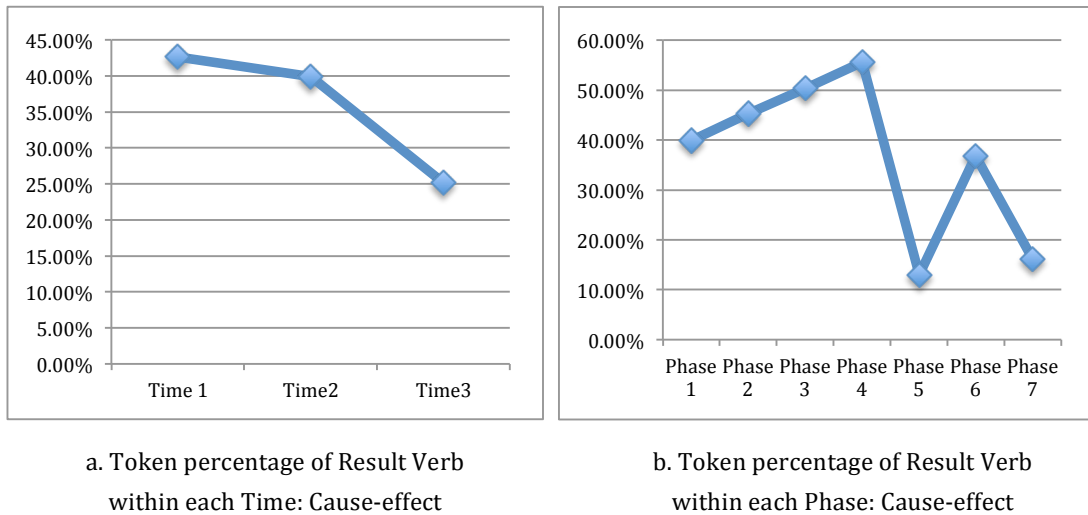 45.00%
40.00%
35.00%
30.00%
25.00%
20.00%
15.00%
10.00%
5.00%
0.00%
Time 1 Time2 Time3
a. Token percentage of Result Verb
within each Time: Cause-effect
60.00%
50.00%
40.00%
30.00%
20.00%
10.00%
0.00%
Phase Phase Phase Phase Phase Phase Phase
1 2 3 4 5 6 7
b. Token percentage of Result Verb
within each Phase: Cause-effect